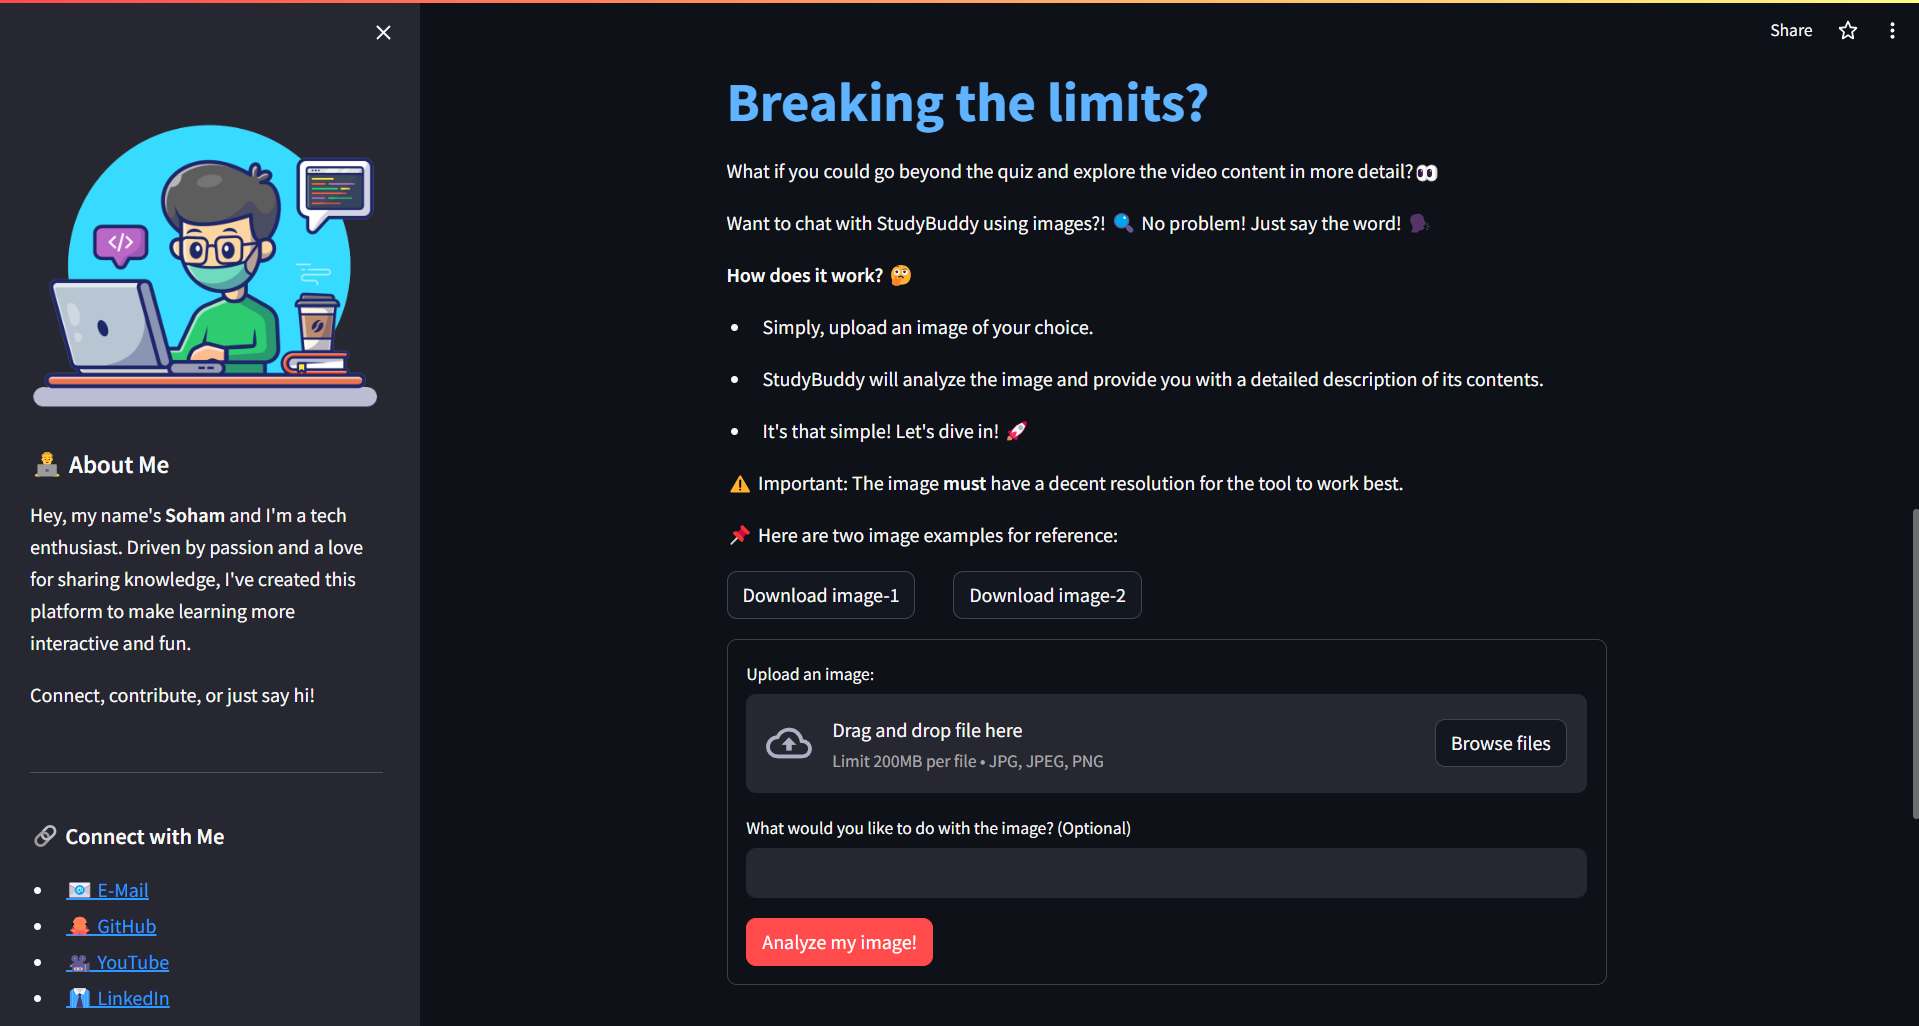 Share
</>
👨‍💻 About Me
Hey, my name's Soham and I'm a tech
enthusiast. Driven by passion and a love
for sharing knowledge, I've created this
platform to make learning more
interactive and fun.
Connect, contribute, or just say hi!
🔗 Connect with Me
• 📧 E-Mail
• 🐙 GitHub
• 🎥 YouTube
• 👔 LinkedIn
Breaking the limits?
What if you could go beyond the quiz and explore the video content in more detail?👀
Want to chat with StudyBuddy using images?! 🔍 No problem! Just say the word! 🗣
How does it work? 🤔
• Simply, upload an image of your choice.
• StudyBuddy will analyze the image and provide you with a detailed description of its contents.
• It's that simple! Let's dive in! 🚀
⚠️ Important: The image must have a decent resolution for the tool to work best.
📌 Here are two image examples for reference:
Download image-1
Download image-2
Upload an image:
Drag and drop file here
Limit 200MB per file • JPG, JPEG, PNG
Browse files
What would you like to do with the image? (Optional)
Analyze my image!